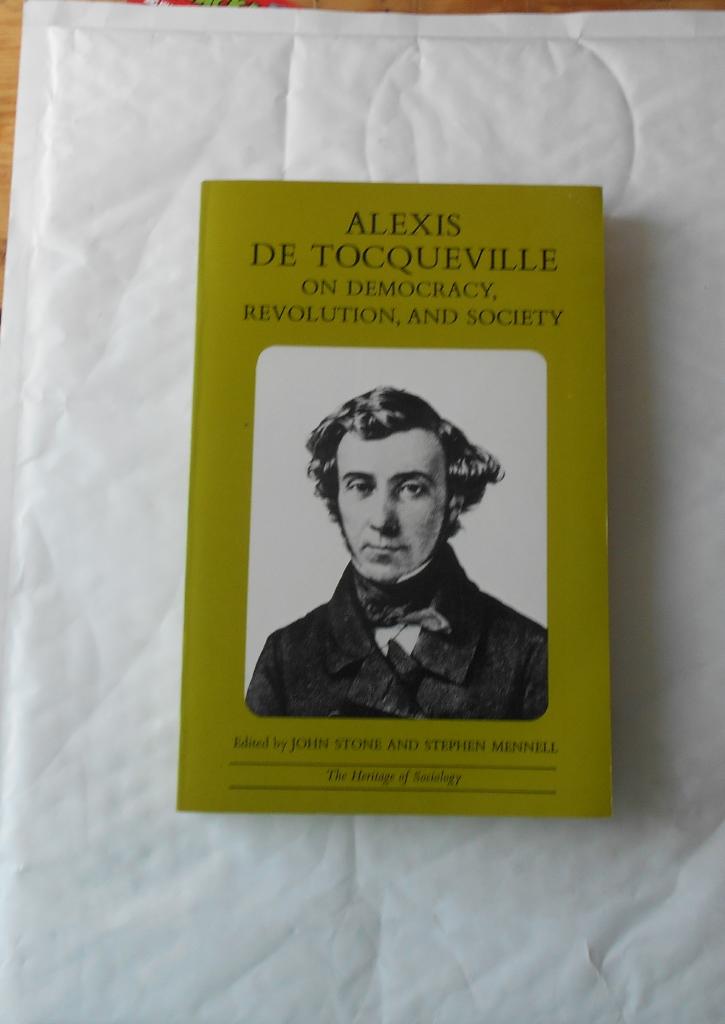 ALEXIS
DE TOCQUEVILLE
ON DEMOCRACY,
REVOLUTION, AND SOCIETY
Edited by JOHN STONE AND STEPHEN MENNELL
The Heritage of Sociology